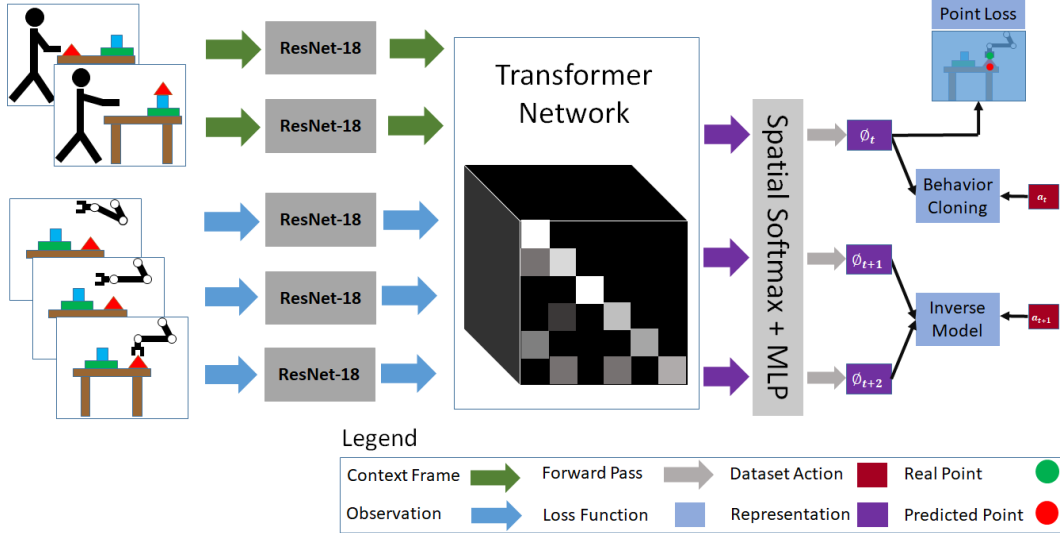 Point Loss
ResNet-18
ResNet-18
ResNet-18
ResNet-18
ResNet-18
Transformer
Network
Spatial Softmax + MLP
∅t
∅t+1
∅t+2
Behavior
Cloning
at
Inverse
Model
at+1
Legend
Context Frame
Forward Pass
Dataset Action
Real Point
Observation
Loss Function
Representation
Predicted Point